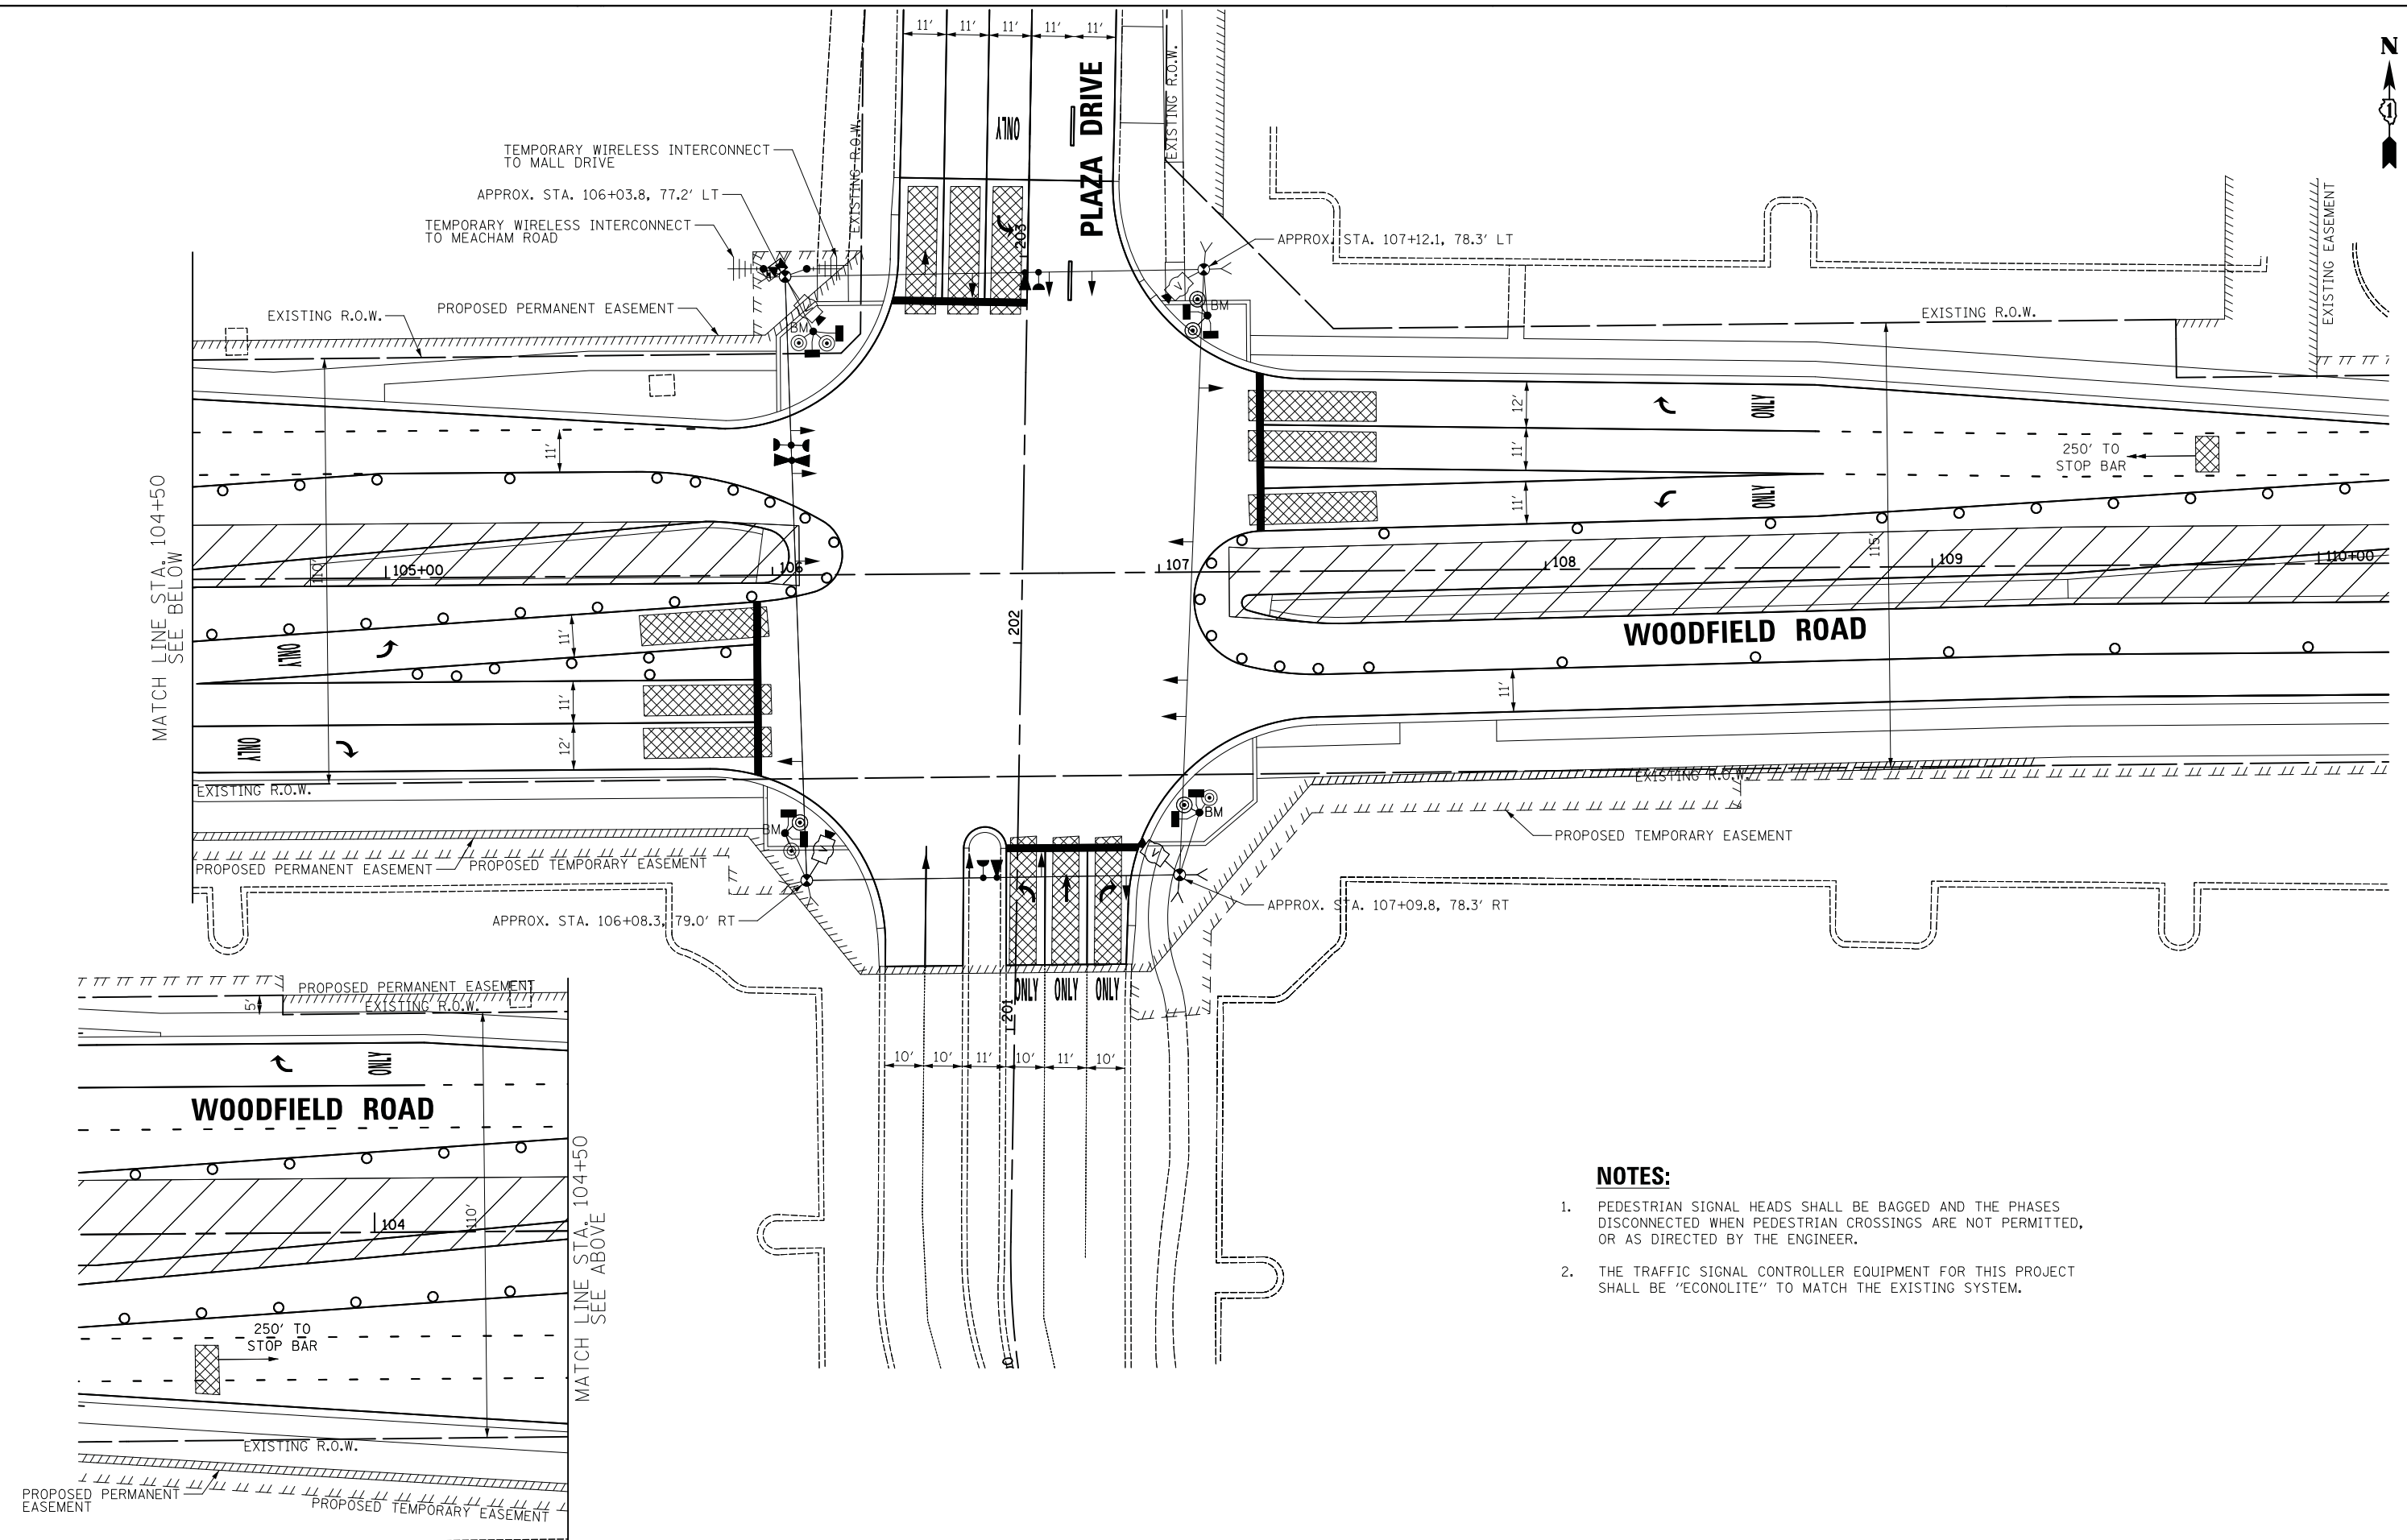 11' 11' 11' 11' 11'
N
1
PLAZA DRIVE
ONLY
EXISTING R.O.W.
EXISTING R.O.W.
TEMPORARY WIRELESS INTERCONNECT
TO MALL DRIVE
APPROX. STA. 106+03.8, 77.2' LT
TEMPORARY WIRELESS INTERCONNECT
TO MEACHAM ROAD
203
APPROX. STA. 107+12.1, 78.3' LT
EXISTING EASEMENT
PROPOSED PERMANENT EASEMENT
EXISTING R.O.W.
EXISTING R.O.W.
V
V
BM
BM
12'
ONLY
11'
11'
250' TO
STOP BAR
11'
ONLY
MATCH LINE STA. 104+50
SEE BELOW
110'
105+00
106
107
108
109
110+00
115'
202
WOODFIELD ROAD
ONLY
11'
11'
11'
12'
ONLY
EXISTING R.O.W.
EXISTING R.O.W.
BM
V
BM
V
PROPOSED TEMPORARY EASEMENT
PROPOSED PERMANENT EASEMENT
PROPOSED TEMPORARY EASEMENT
APPROX. STA. 106+08.3, 79.0' RT
APPROX. STA. 107+09.8, 78.3' RT
ONLY ONLY ONLY
201
10' 10' 11' 10' 11' 10'
PROPOSED PERMANENT EASEMENT
5'
EXISTING R.O.W.
ONLY
WOODFIELD ROAD
104
110'
MATCH LINE STA. 104+50
SEE ABOVE
250' TO
STOP BAR
EXISTING R.O.W.
PROPOSED PERMANENT
EASEMENT
PROPOSED TEMPORARY EASEMENT
NOTES:
1. PEDESTRIAN SIGNAL HEADS SHALL BE BAGGED AND THE PHASES
DISCONNECTED WHEN PEDESTRIAN CROSSINGS ARE NOT PERMITTED,
OR AS DIRECTED BY THE ENGINEER.
2. THE TRAFFIC SIGNAL CONTROLLER EQUIPMENT FOR THIS PROJECT
SHALL BE "ECONOLITE" TO MATCH THE EXISTING SYSTEM.